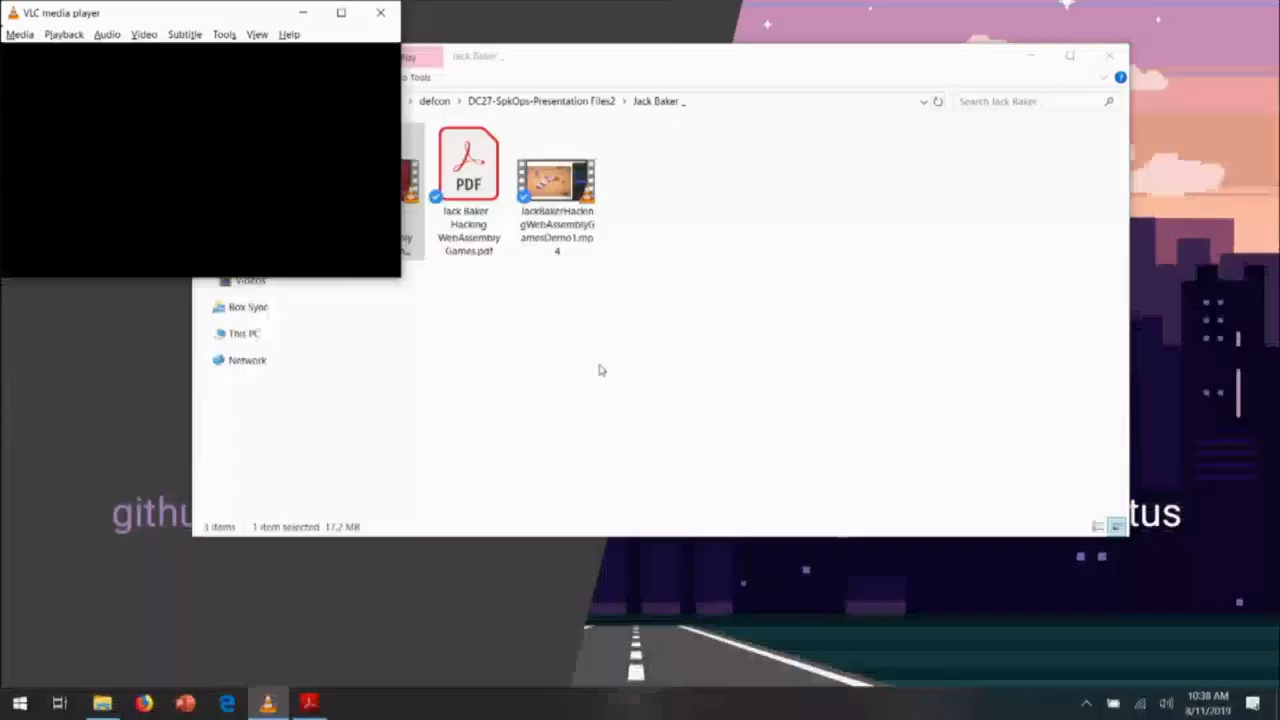 VLC media player
Media Playback Audio Video Subtitle Tools View Help
Play
Jack Baker _
o Tools
defcon > DC27-SpkOps-Presentation Files2 > Jack Baker _
Search Jack Baker _
PDF
Jack Baker
Hacking
WebAssembly
Games.pdf
JackBakerHackin
gWebAssemblyG
amesDemo1.mp
4
Videos
Box Sync
This PC
Network
githu
tus
3 items 1 item selected 17.2 MB
10:38 AM
8/11/2019